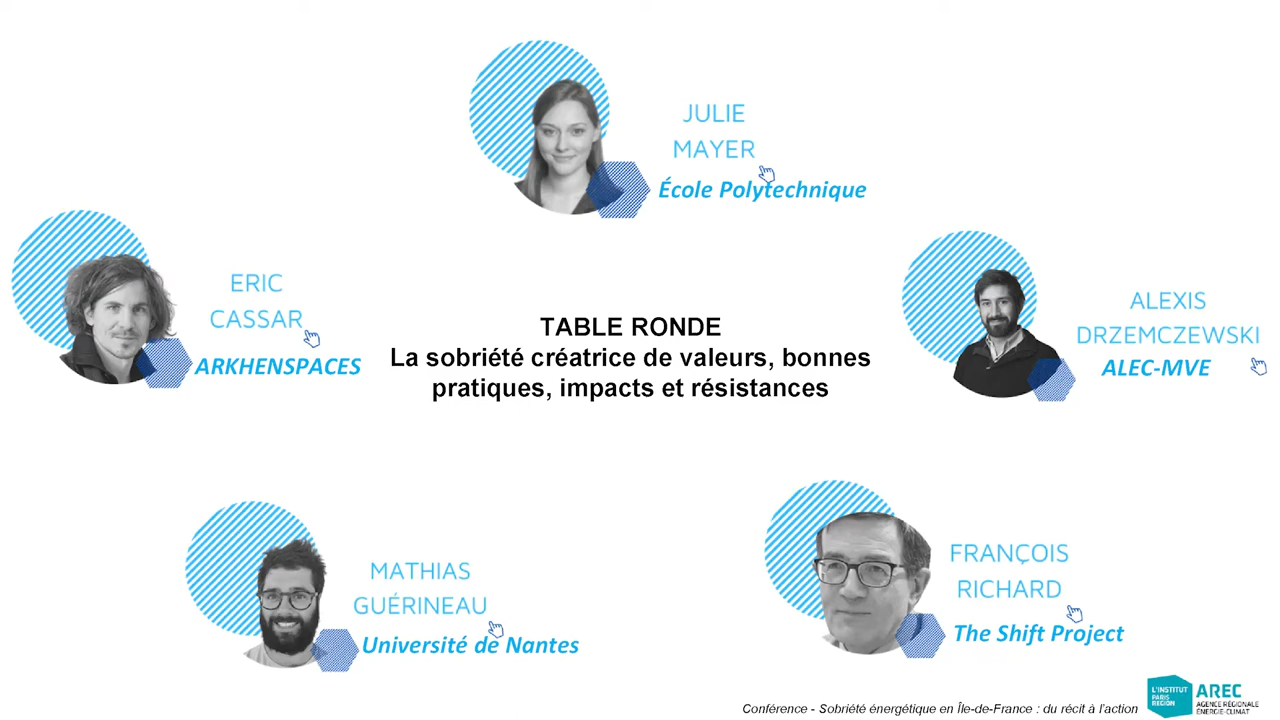 JULIE
MAYER
École Polytechnique
ERIC
CASSAR
ARKHENSPACES
TABLE RONDE
La sobriété créatrice de valeurs, bonnes
pratiques, impacts et résistances
ALEXIS
DRZEMCZEWSKI
ALEC-MVE
MATHIAS
GUÉRINEAU
Université de Nantes
FRANÇOIS
RICHARD
The Shift Project
Conférence - Sobriété énergétique en Île-de-France : du récit à l'action
L'INSTITUT
PARIS
REGION
AREC
AGENCE RÉGIONALE
ÉNERGIE-CLIMAT